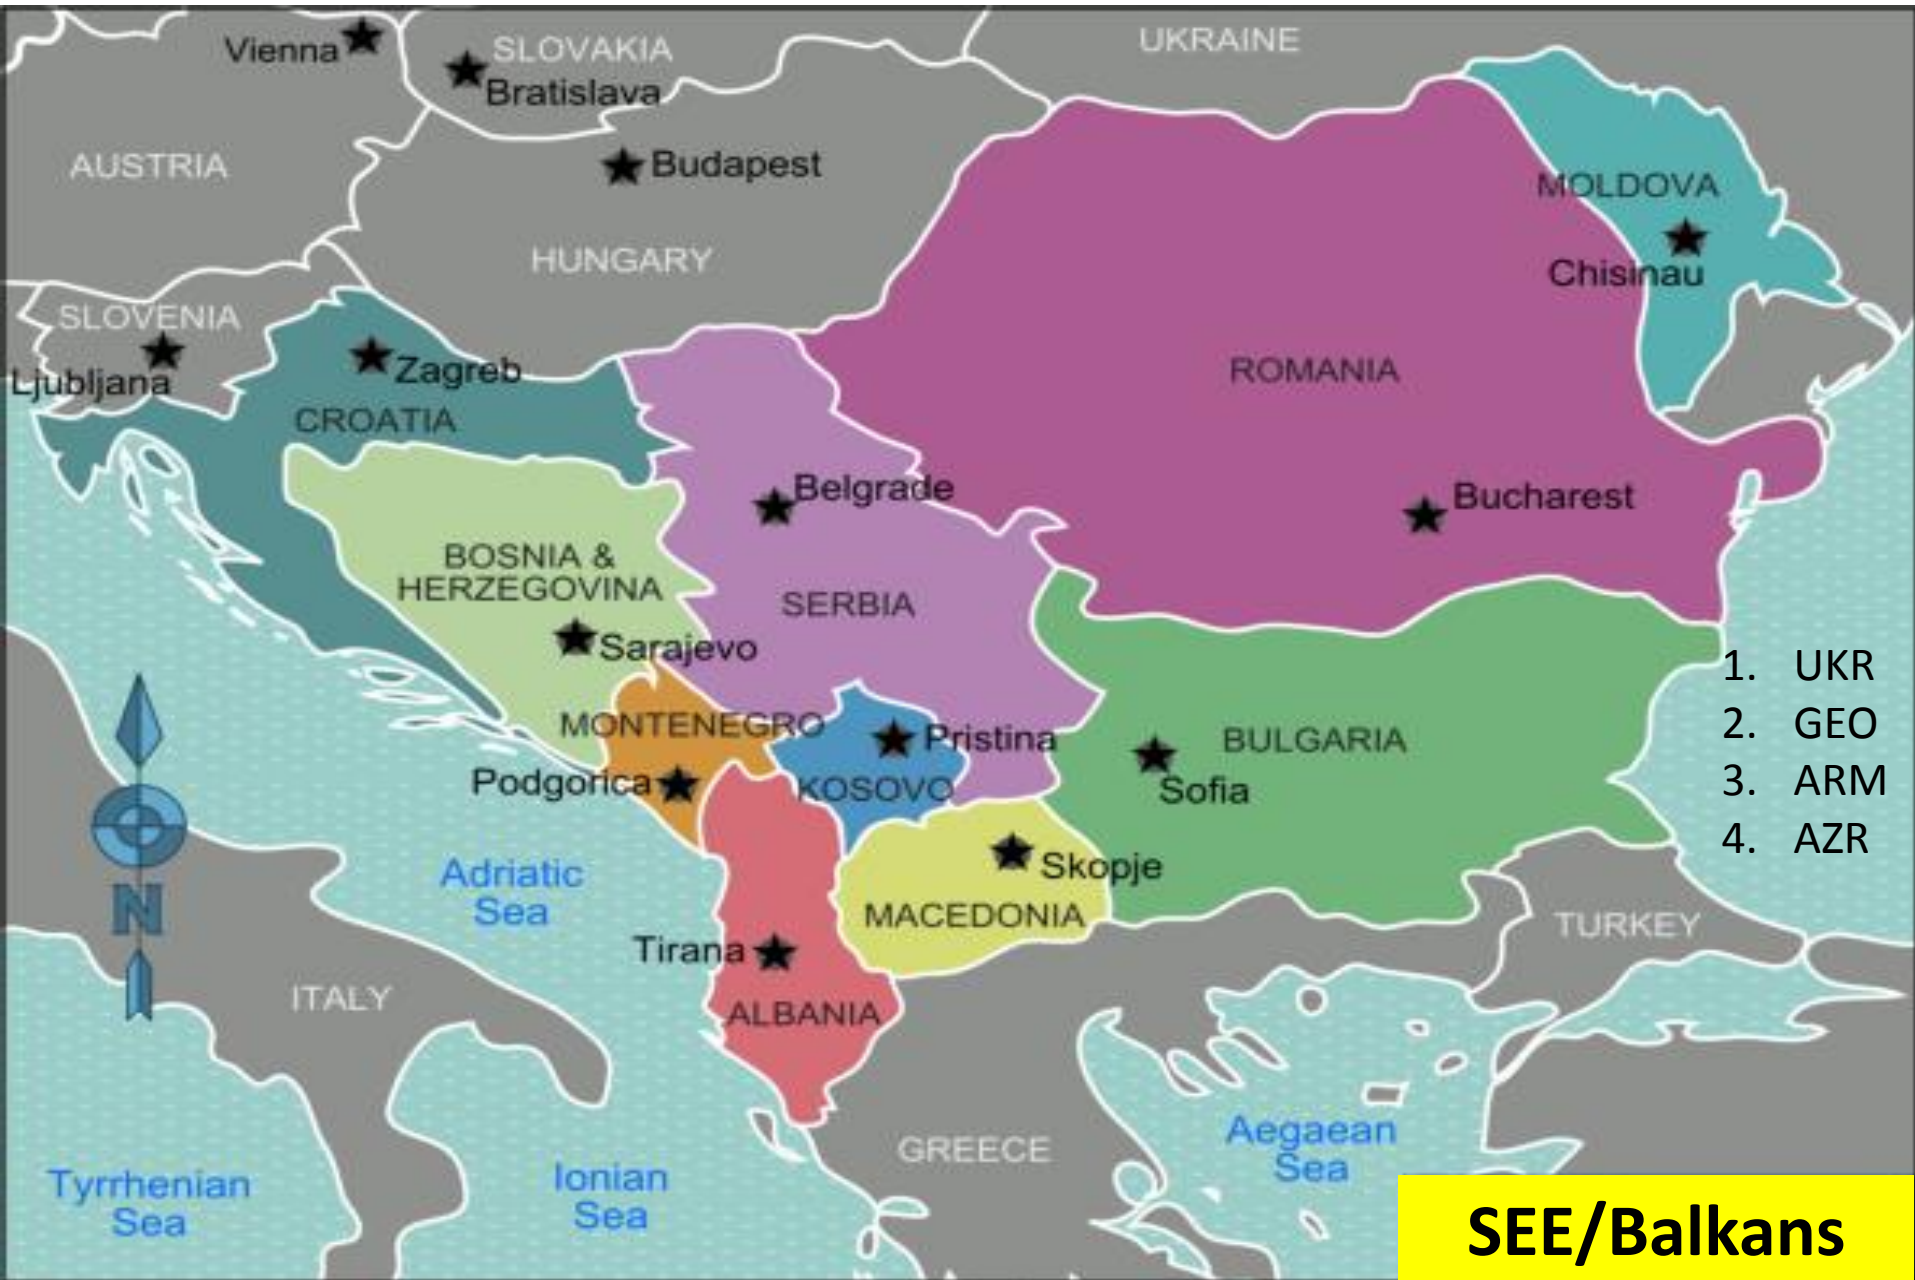 Vienna
SLOVAKIA
Bratislava
UKRAINE
AUSTRIA
Budapest
HUNGARY
MOLDOVA
Chisinau
SLOVENIA
Ljubljana
Zagreb
CROATIA
ROMANIA
Belgrade
Bucharest
BOSNIA &
HERZEGOVINA
SERBIA
Sarajevo
MONTENEGRO
Podgorica
Pristina
KOSOVO
BULGARIA
Sofia
1. UKR
2. GEO
3. ARM
4. AZR
Adriatic
Sea
Skopje
MACEDONIA
TURKEY
N
Tirana
ITALY
ALBANIA
GREECE
Aegaean
Sea
Tyrrhenian
Sea
Ionian
Sea
SEE/Balkans